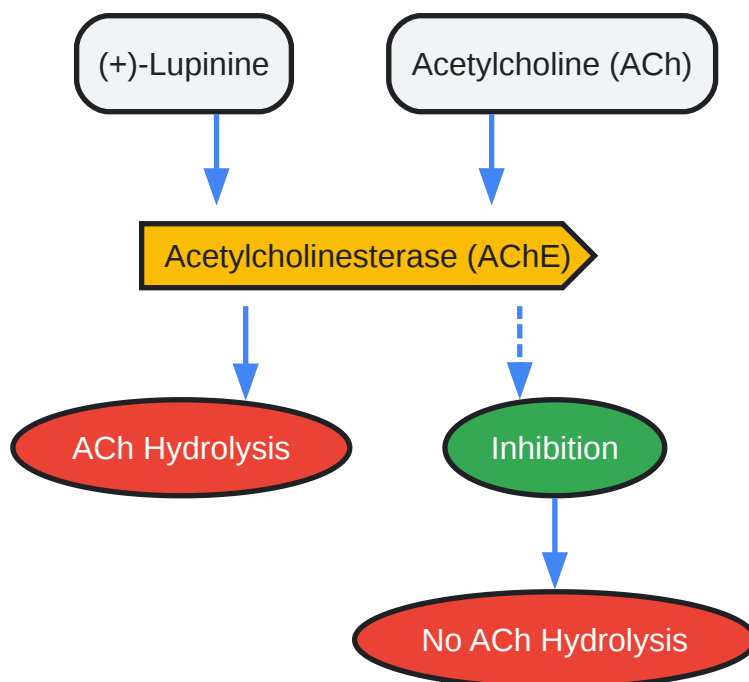 (+)-Lupinine
Acetylcholine (ACh)
Acetylcholinesterase (AChE)
ACh Hydrolysis
Inhibition
No ACh Hydrolysis